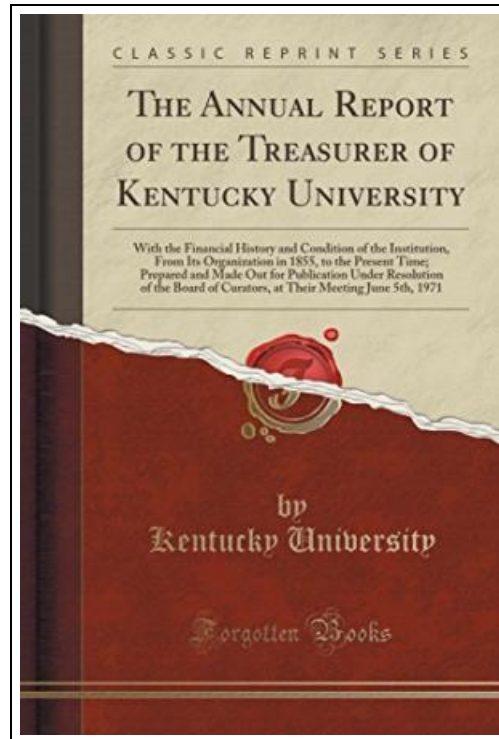 CLASSIC REPRINT SERIES
THE ANNUAL REPORT
OF THE TREASURER OF
KENTUCKY UNIVERSITY
With the Financial History and Condition of the Institution,
From Its Organization in 1855, to the Present Time;
Prepared and Made Out for Publication Under Resolution
of the Board of Curators, at Their Meeting June 5th, 1971
by
Kentucky University
Forgotten Books